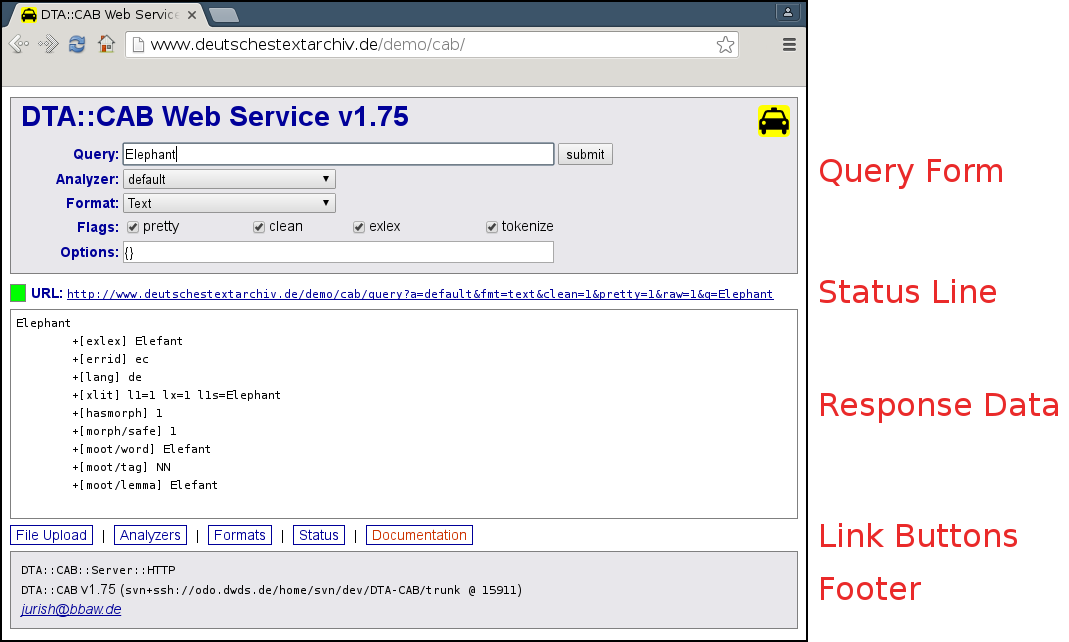 DTA::CAB Web Service
www.deutschestextarchiv.de/demo/cab/
DTA::CAB Web Service v1.75
Query: Elephant submit
Query Form
Analyzer: default
Format: Text
Flags: pretty clean exlex tokenize
Options: {}
URL: http://www.deutschestextarchiv.de/demo/cab/query?a=default&fmt=text&clean=1&pretty=1&raw=1&q=Elephant
Status Line
Elephant
+[exlex] Elefant
+[errid] ec
+[lang] de
+[xlit] l1=1 lx=1 l1s=Elephant
Response Data
+[hasmorph] 1
+[morph/safe] 1
+[moot/word] Elefant
+[moot/tag] NN
+[moot/lemma] Elefant
File Upload | Analyzers | Formats | Status | Documentation
Link Buttons
DTA::CAB::Server::HTTP
DTA::CAB V1.75 (svn+ssh://odo.dwds.de/home/svn/dev/DTA-CAB/trunk @ 15911)
Footer
jurish@bbaw.de